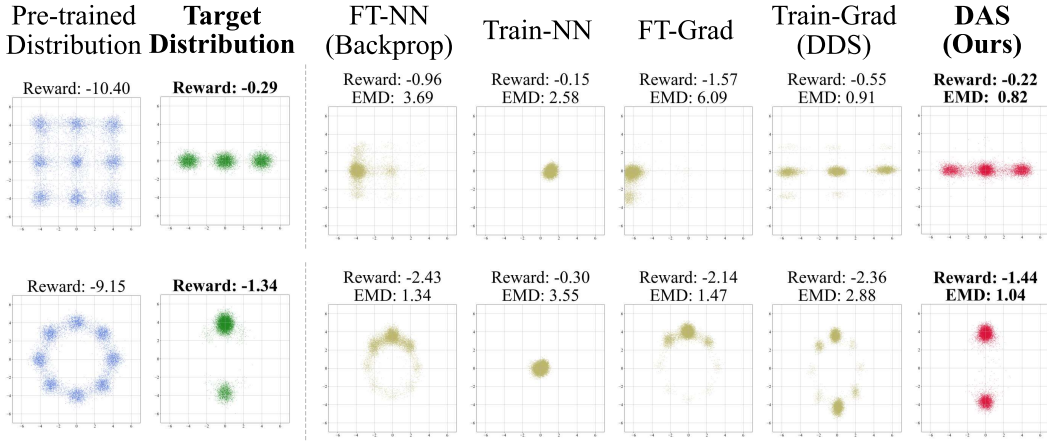 Pre-trained
Distribution
Target
Distribution
FT-NN
(Backprop)
Train-NN
FT-Grad
Train-Grad
(DDS)
DAS
(Ours)
Reward: -10.40
Reward: -0.29
Reward: -0.96
EMD: 3.69
Reward: -0.15
EMD: 2.58
Reward: -1.57
EMD: 6.09
Reward: -0.55
EMD: 0.91
Reward: -0.22
EMD: 0.82
Reward: -9.15
Reward: -1.34
Reward: -2.43
EMD: 1.34
Reward: -0.30
EMD: 3.55
Reward: -2.14
EMD: 1.47
Reward: -2.36
EMD: 2.88
Reward: -1.44
EMD: 1.04